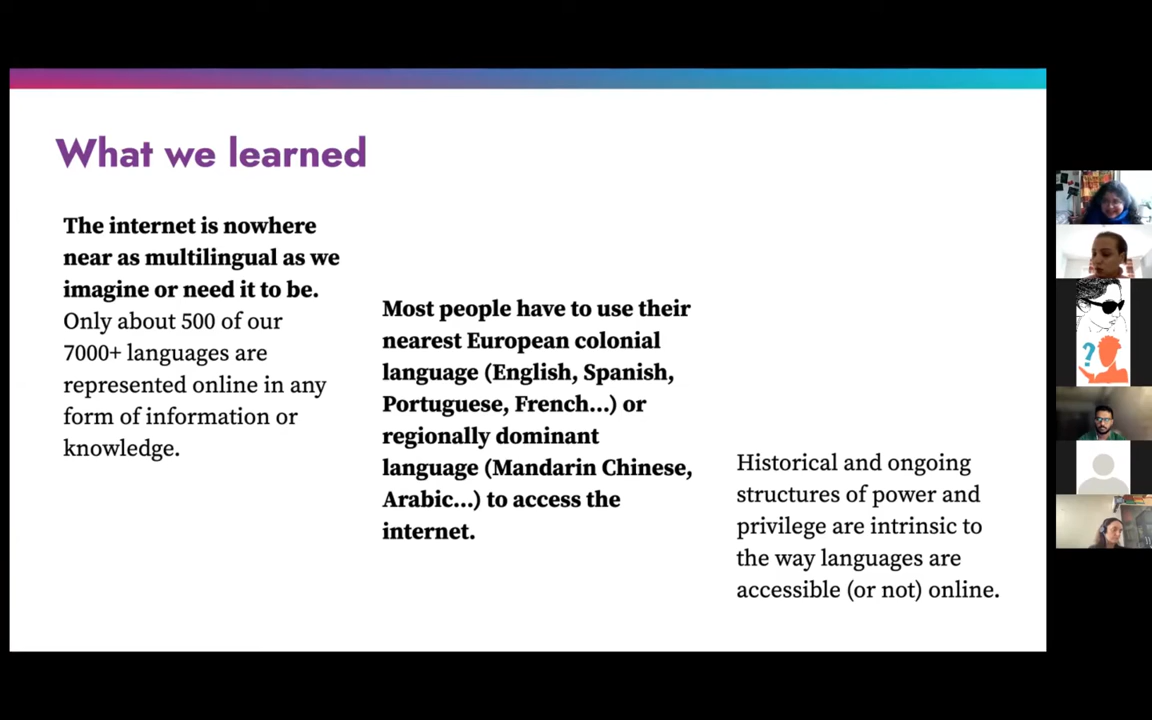 What we learned
The internet is nowhere
near as multilingual as we
imagine or need it to be.
Only about 500 of our
7000+ languages are
represented online in any
form of information or
knowledge.
Most people have to use their
nearest European colonial
language (English, Spanish,
Portuguese, French...) or
regionally dominant
language (Mandarin Chinese,
Arabic...) to access the
internet.
Historical and ongoing
structures of power and
privilege are intrinsic to
the way languages are
accessible (or not) online.
?